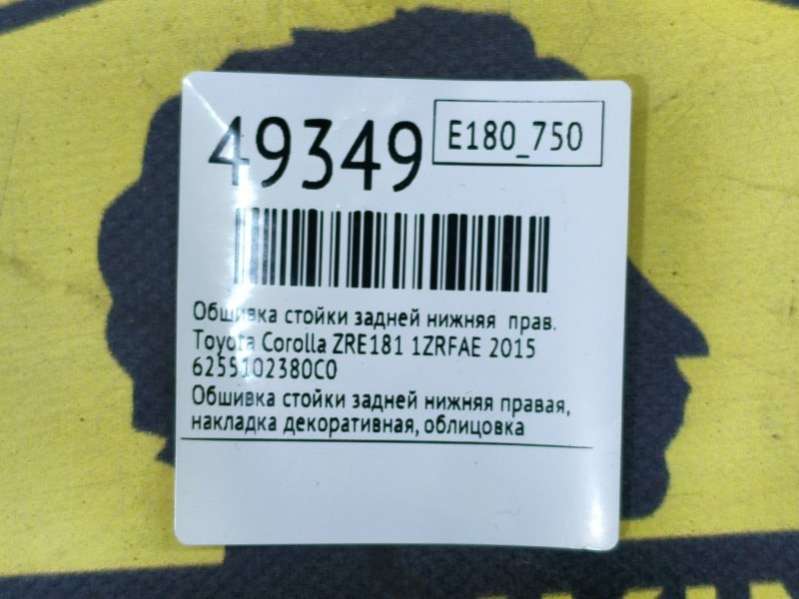 49349
E180_750
Обшивка стойки задней нижняя прав.
Toyota Corolla ZRE181 1ZRFAE 2015
6255102380C0
Обшивка стойки задней нижняя правая,
накладка декоративная, облицовка